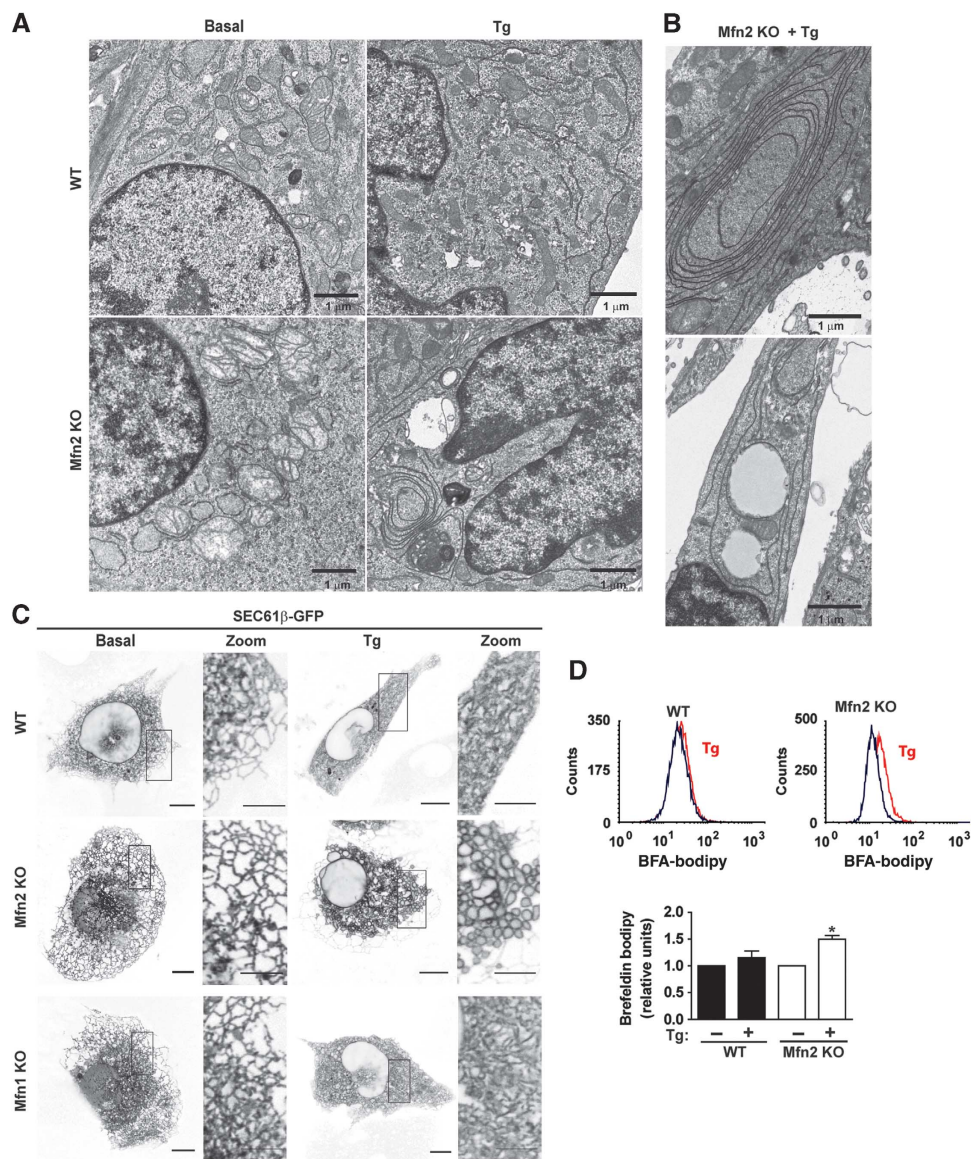 A
Basal
Tg
WT
1 μm
1 μm
Mfn2 KO
1 μm
1 μm
B
Mfn2 KO + Tg
1 μm
1 μm
C
SEC61β-GFP
Basal
Zoom
Tg
Zoom
WT
Mfn2 KO
Mfn1 KO
D
WT
350
175
0
Counts
Tg
10^0 10^1 10^2 10^3
BFA-bodipy
Mfn2 KO
500
250
0
Counts
Tg
10^0 10^1 10^2 10^3
BFA-bodipy
Brefeldin bodipy
(relative units)
2.0
1.5
1.0
0.5
0.0
*
Tg: − + − +
WT Mfn2 KO